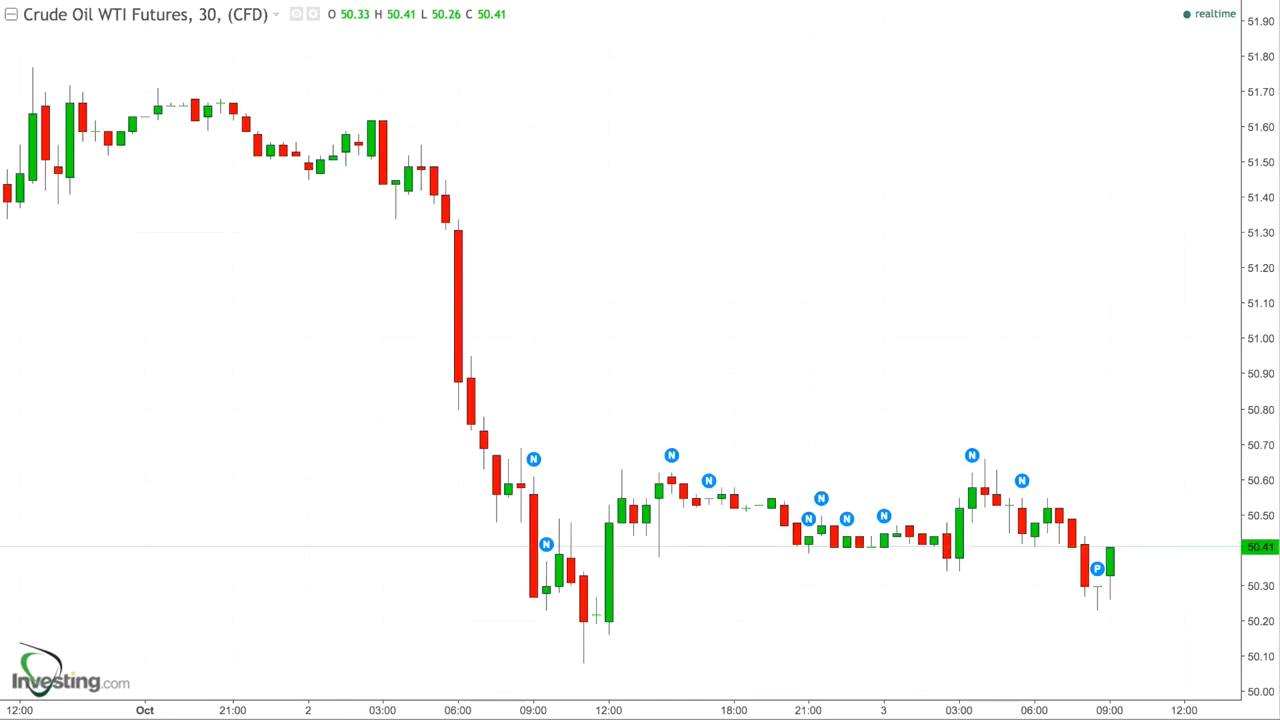 Crude Oil WTI Futures, 30, (CFD) O 50.33 H 50.41 L 50.26 C 50.41
realtime
51.90
51.80
51.70
51.60
51.50
51.40
51.30
51.20
51.10
51.00
50.90
50.80
50.70
50.60
50.50
50.41
50.30
50.20
50.10
50.00
N N N
N N
N N
N N N
P
Investing.com
12:00 Oct 21:00 2 03:00 06:00 09:00 12:00 18:00 21:00 3 03:00 06:00 09:00 12:00